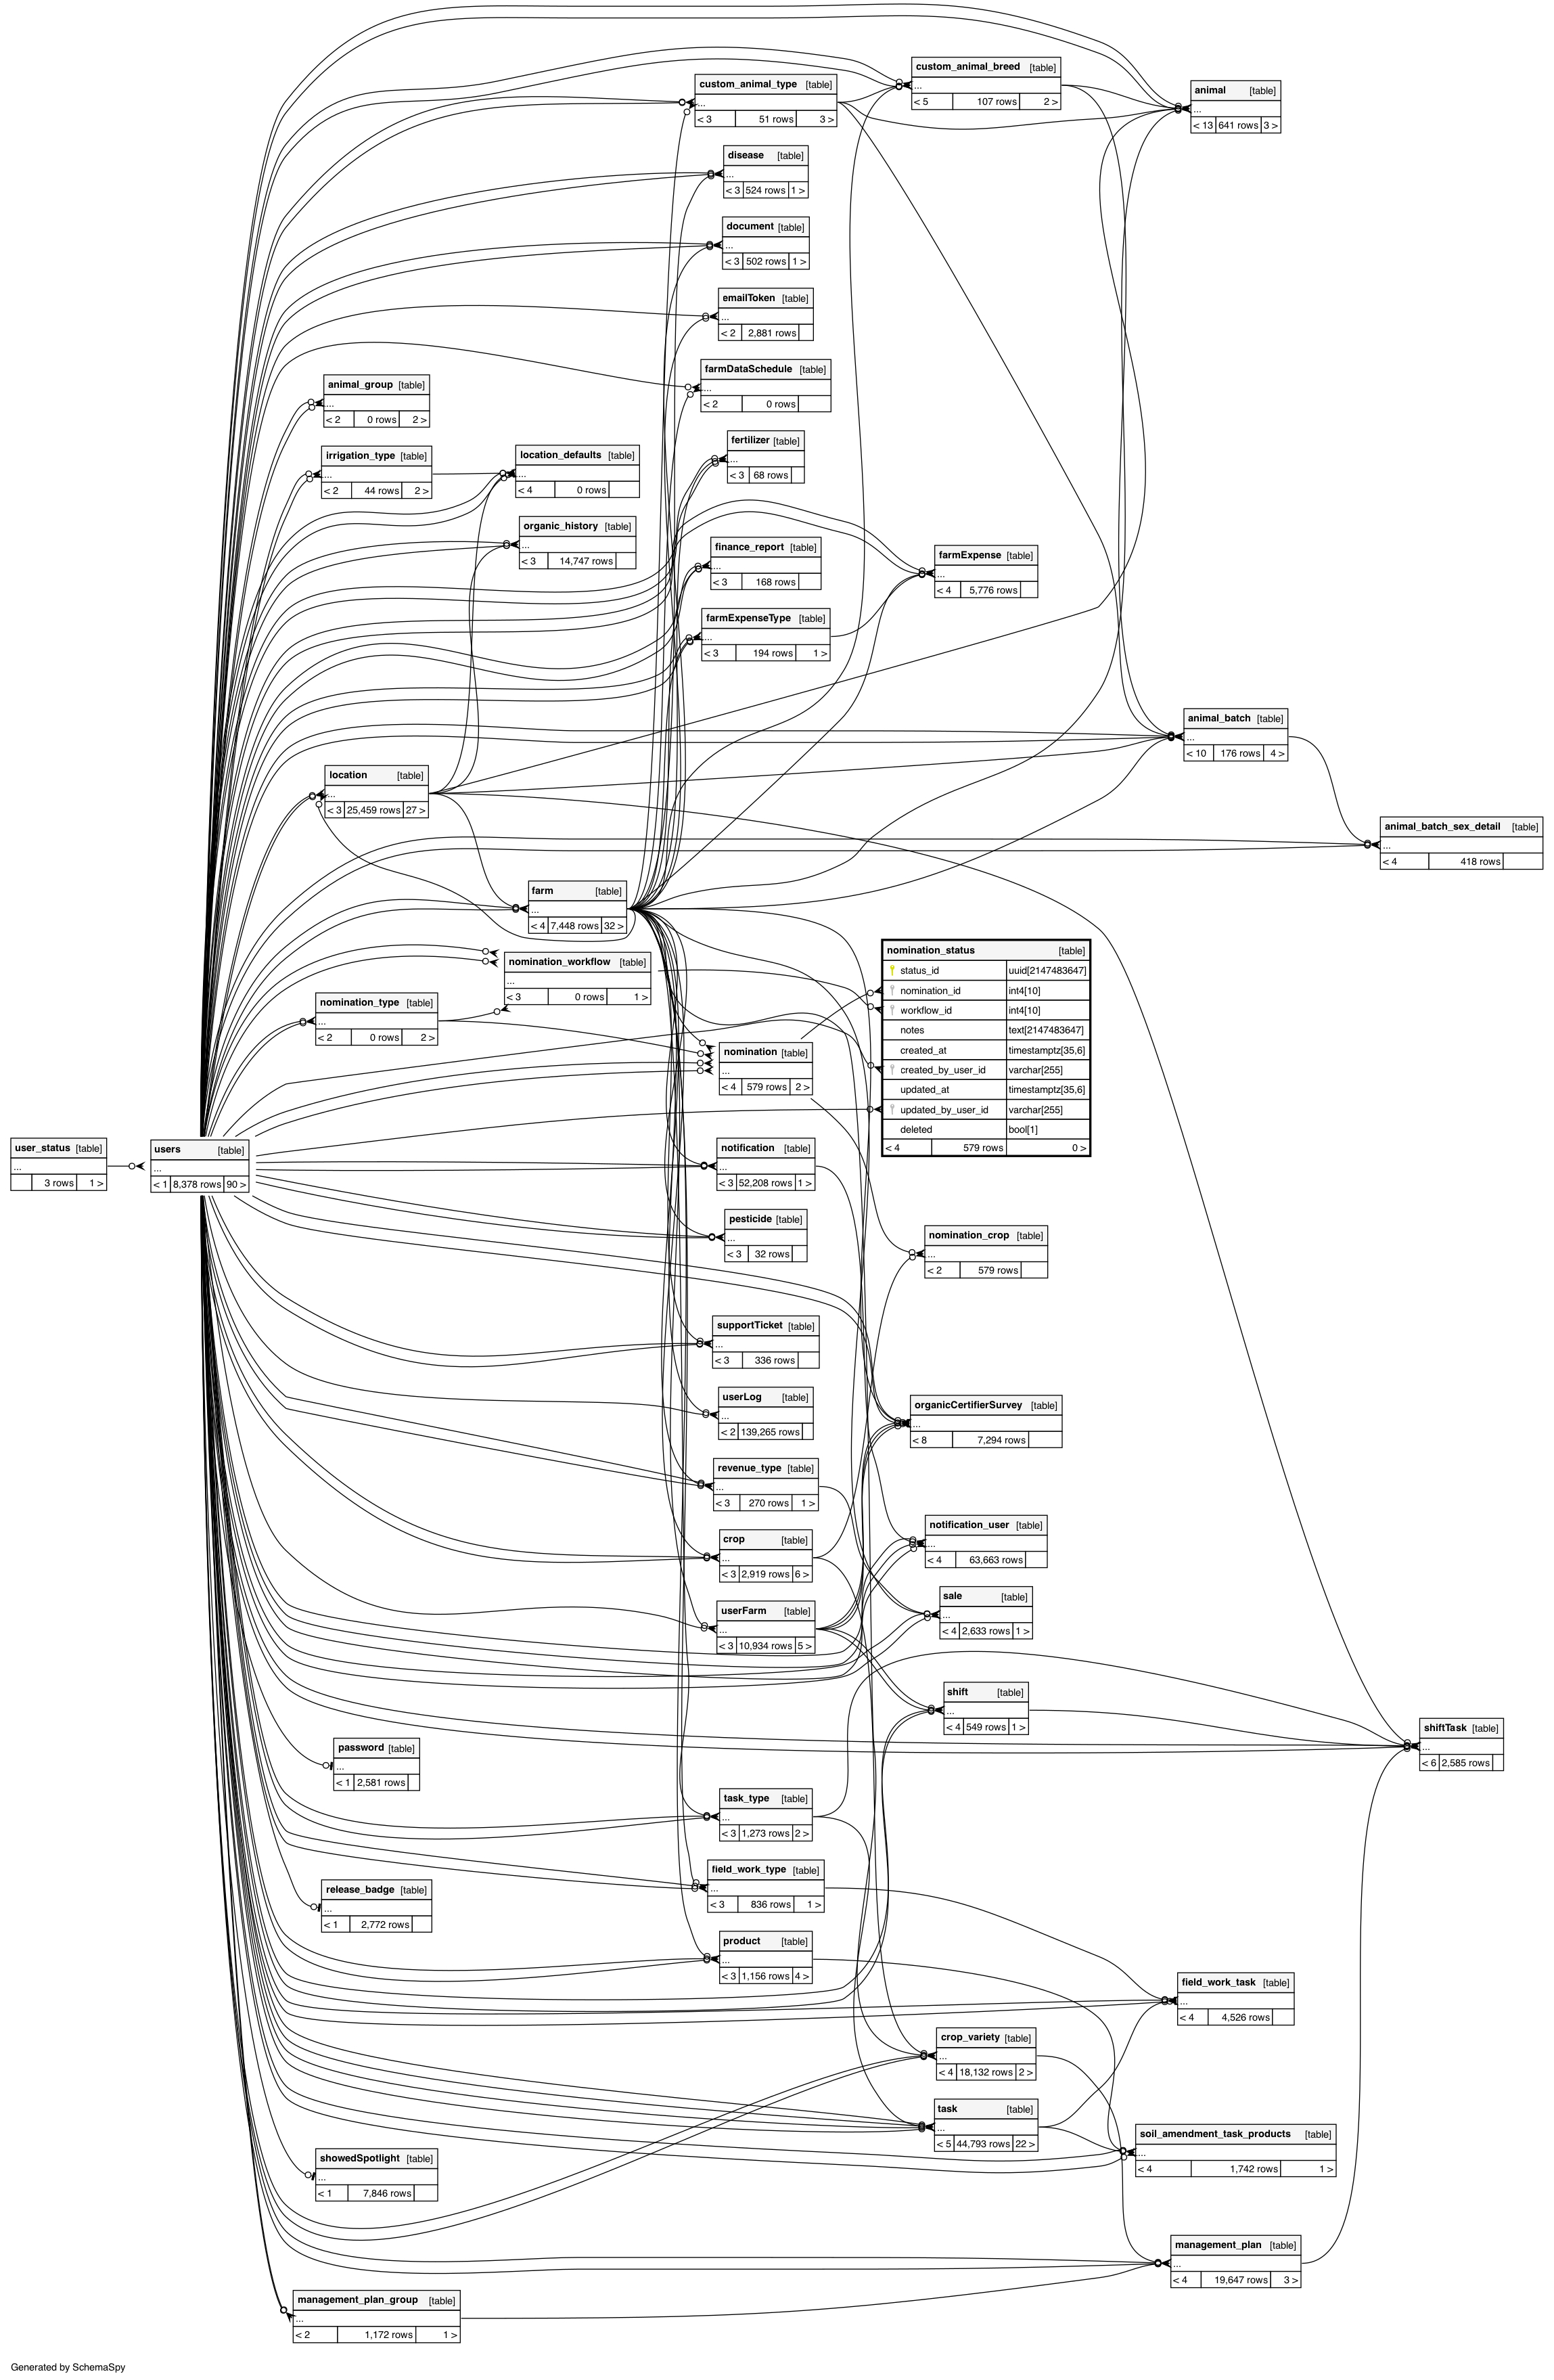 custom_animal_breed [table]
...
< 5 107 rows 2 >
custom_animal_type [table]
...
< 3 51 rows 3 >
animal [table]
...
< 13 641 rows 3 >
disease [table]
...
< 3 524 rows 1 >
document [table]
...
< 3 502 rows 1 >
emailToken [table]
...
< 2 2,881 rows
farmDataSchedule [table]
...
< 2 0 rows
animal_group [table]
...
< 2 0 rows 2 >
fertilizer [table]
...
< 3 68 rows
irrigation_type [table]
...
< 2 44 rows 2 >
location_defaults [table]
...
< 4 0 rows
organic_history [table]
...
< 3 14,747 rows
finance_report [table]
...
< 3 168 rows
farmExpense [table]
...
< 4 5,776 rows
farmExpenseType [table]
...
< 3 194 rows 1 >
animal_batch [table]
...
< 10 176 rows 4 >
location [table]
...
< 3 25,459 rows 27 >
animal_batch_sex_detail [table]
...
< 4 418 rows
farm [table]
...
< 4 7,448 rows 32 >
nomination_status [table]
status_id uuid[2147483647]
nomination_id int4[10]
workflow_id int4[10]
notes text[2147483647]
created_at timestamptz[35,6]
created_by_user_id varchar[255]
updated_at timestamptz[35,6]
updated_by_user_id varchar[255]
deleted bool[1]
< 4 579 rows 0 >
nomination_workflow [table]
...
< 3 0 rows 1 >
nomination_type [table]
...
< 2 0 rows 2 >
nomination [table]
...
< 4 579 rows 2 >
user_status [table]
...
3 rows 1 >
users [table]
...
< 1 8,378 rows 90 >
notification [table]
...
< 3 52,208 rows 1 >
pesticide [table]
...
< 3 32 rows
nomination_crop [table]
...
< 2 579 rows
supportTicket [table]
...
< 3 336 rows
userLog [table]
...
< 2 139,265 rows
organicCertifierSurvey [table]
...
< 8 7,294 rows
revenue_type [table]
...
< 3 270 rows 1 >
notification_user [table]
...
< 4 63,663 rows
crop [table]
...
< 3 2,919 rows 6 >
sale [table]
...
< 4 2,633 rows 1 >
userFarm [table]
...
< 3 10,934 rows 5 >
shift [table]
...
< 4 549 rows 1 >
shiftTask [table]
...
< 6 2,585 rows
password [table]
...
< 1 2,581 rows
task_type [table]
...
< 3 1,273 rows 2 >
field_work_type [table]
...
< 3 836 rows 1 >
release_badge [table]
...
< 1 2,772 rows
product [table]
...
< 3 1,156 rows 4 >
field_work_task [table]
...
< 4 4,526 rows
crop_variety [table]
...
< 4 18,132 rows 2 >
task [table]
...
< 5 44,793 rows 22 >
soil_amendment_task_products [table]
...
< 4 1,742 rows 1 >
showedSpotlight [table]
...
< 1 7,846 rows
management_plan [table]
...
< 4 19,647 rows 3 >
management_plan_group [table]
...
< 2 1,172 rows 1 >
Generated by SchemaSpy